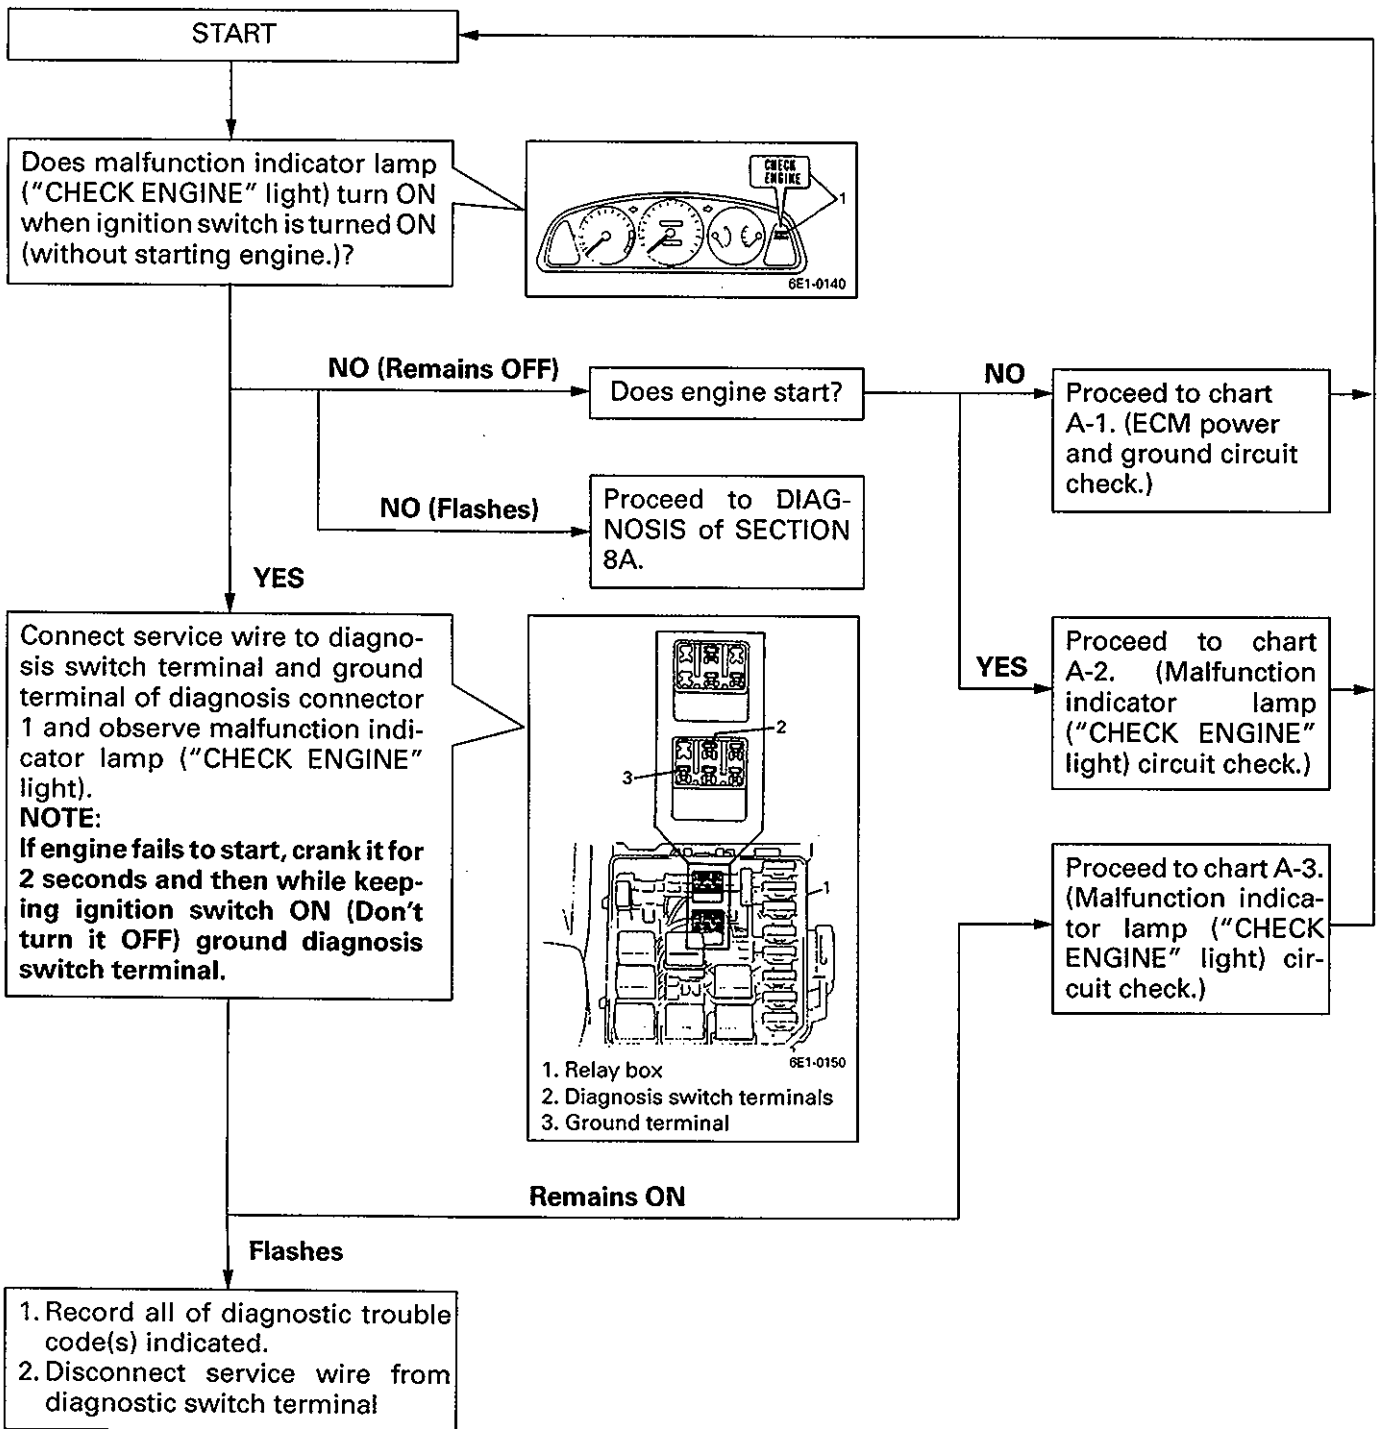 START
Does malfunction indicator lamp
("CHECK ENGINE" light) turn ON
when ignition switch is turned ON
(without starting engine.)?
CHECK
ENGINE
1
6E1-0140
NO (Remains OFF)
Does engine start?
NO
Proceed to chart
A-1. (ECM power
and ground circuit
check.)
NO (Flashes)
Proceed to DIAG-
NOSIS of SECTION
8A.
YES
YES
Proceed to chart
A-2. (Malfunction
indicator lamp
("CHECK ENGINE"
light) circuit check.)
Connect service wire to diagno-
sis switch terminal and ground
terminal of diagnosis connector
1 and observe malfunction indi-
cator lamp ("CHECK ENGINE"
light).
NOTE:
If engine fails to start, crank it for
2 seconds and then while keep-
ing ignition switch ON (Don't
turn it OFF) ground diagnosis
switch terminal.
2
3
1
6E1-0150
1. Relay box
2. Diagnosis switch terminals
3. Ground terminal
Proceed to chart A-3.
(Malfunction indica-
tor lamp ("CHECK
ENGINE" light) cir-
cuit check.)
Remains ON
Flashes
1. Record all of diagnostic trouble
code(s) indicated.
2. Disconnect service wire from
diagnostic switch terminal